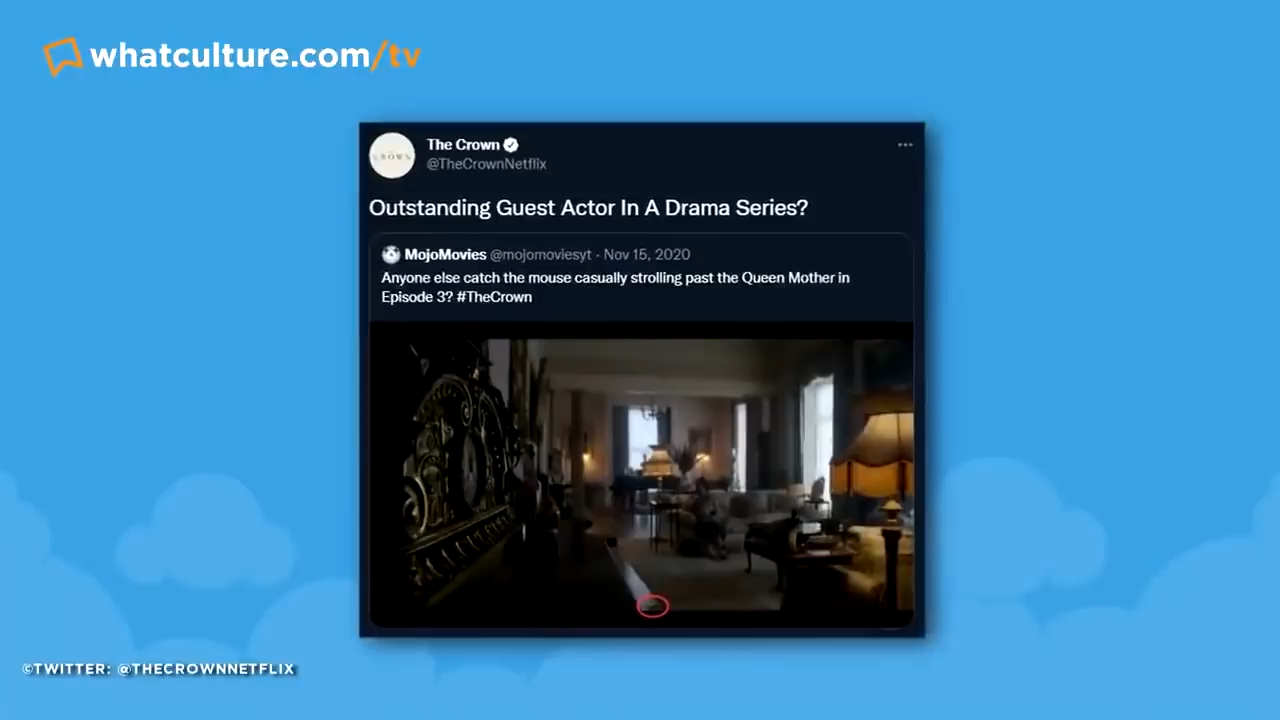 whatculture.com/tv
CROWN
The Crown
@TheCrownNetflix
Outstanding Guest Actor In A Drama Series?
MojoMovies @mojomoviesyt · Nov 15, 2020
Anyone else catch the mouse casually strolling past the Queen Mother in
Episode 3? #TheCrown
©TWITTER: @THECROWNNETFLIX